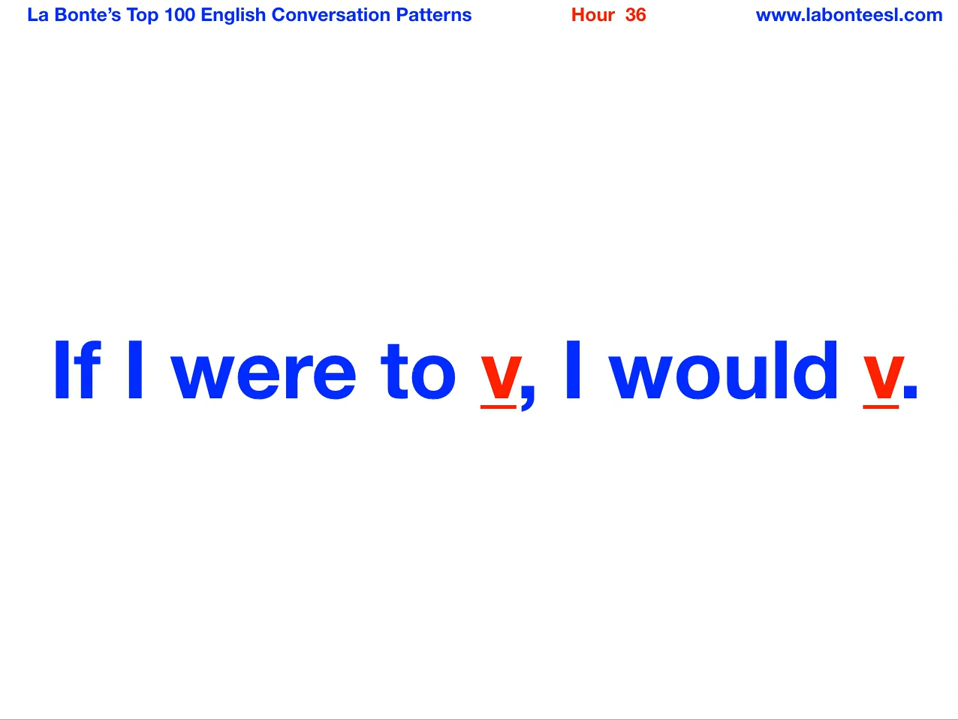 La Bonte’s Top 100 English Conversation Patterns Hour 36 www.labonteesl.com
If I were to v, I would v.